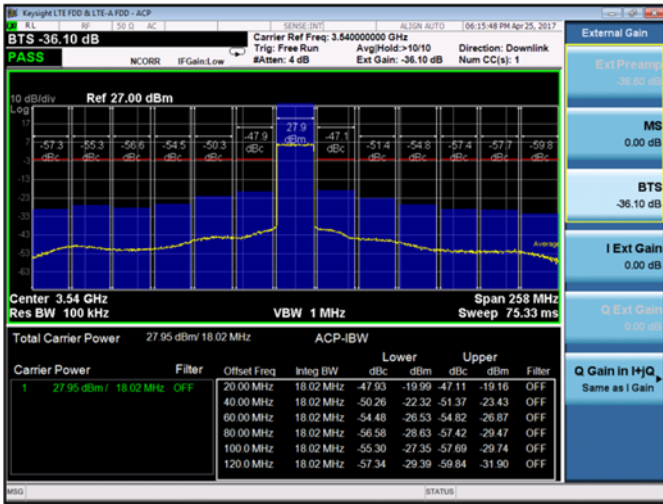 Keysight LTE FDD & LTE-A FDD - ACP
RL RF 50 Ω AC SENSE:INT ALIGN AUTO 06:15:48 PM Apr 25, 2017
BTS -36.10 dB
Carrier Ref Freq: 3.540000000 GHz
Trig: Free Run Avg|Hold:>10/10 Direction: Downlink
PASS NCORR IFGain:Low #Atten: 4 dB Ext Gain: -36.10 dB Num CC(s): 1
10 dB/div Ref 27.00 dBm
Log
17
7
-3
-13
-23
-33
-43
-53
-63
-57.3 dBc
-55.3 dBc
-56.6 dBc
-54.5 dBc
-50.3 dBc
-47.9 dBc
27.9 dBm
-47.1 dBc
-51.4 dBc
-54.8 dBc
-57.4 dBc
-57.7 dBc
-59.8 dBc
Average
Center 3.54 GHz Span 258 MHz
Res BW 100 kHz VBW 1 MHz Sweep 75.33 ms
Total Carrier Power 27.95 dBm/ 18.02 MHz ACP-IBW
Lower Upper
Carrier Power Filter Offset Freq Integ BW dBc dBm dBc dBm Filter
1 27.95 dBm / 18.02 MHz OFF
20.00 MHz 18.02 MHz -47.93 -19.99 -47.11 -19.16 OFF
40.00 MHz 18.02 MHz -50.26 -22.32 -51.37 -23.43 OFF
60.00 MHz 18.02 MHz -54.48 -26.53 -54.82 -26.87 OFF
80.00 MHz 18.02 MHz -56.58 -28.63 -57.42 -29.47 OFF
100.0 MHz 18.02 MHz -55.30 -27.35 -57.69 -29.74 OFF
120.0 MHz 18.02 MHz -57.34 -29.39 -59.84 -31.90 OFF
MSG STATUS
External Gain
Ext Preamp
-36.60 dB
MS
0.00 dB
BTS
-36.10 dB
I Ext Gain
0.00 dB
Q Ext Gain
0.00 dB
Q Gain in I+jQ
Same as I Gain